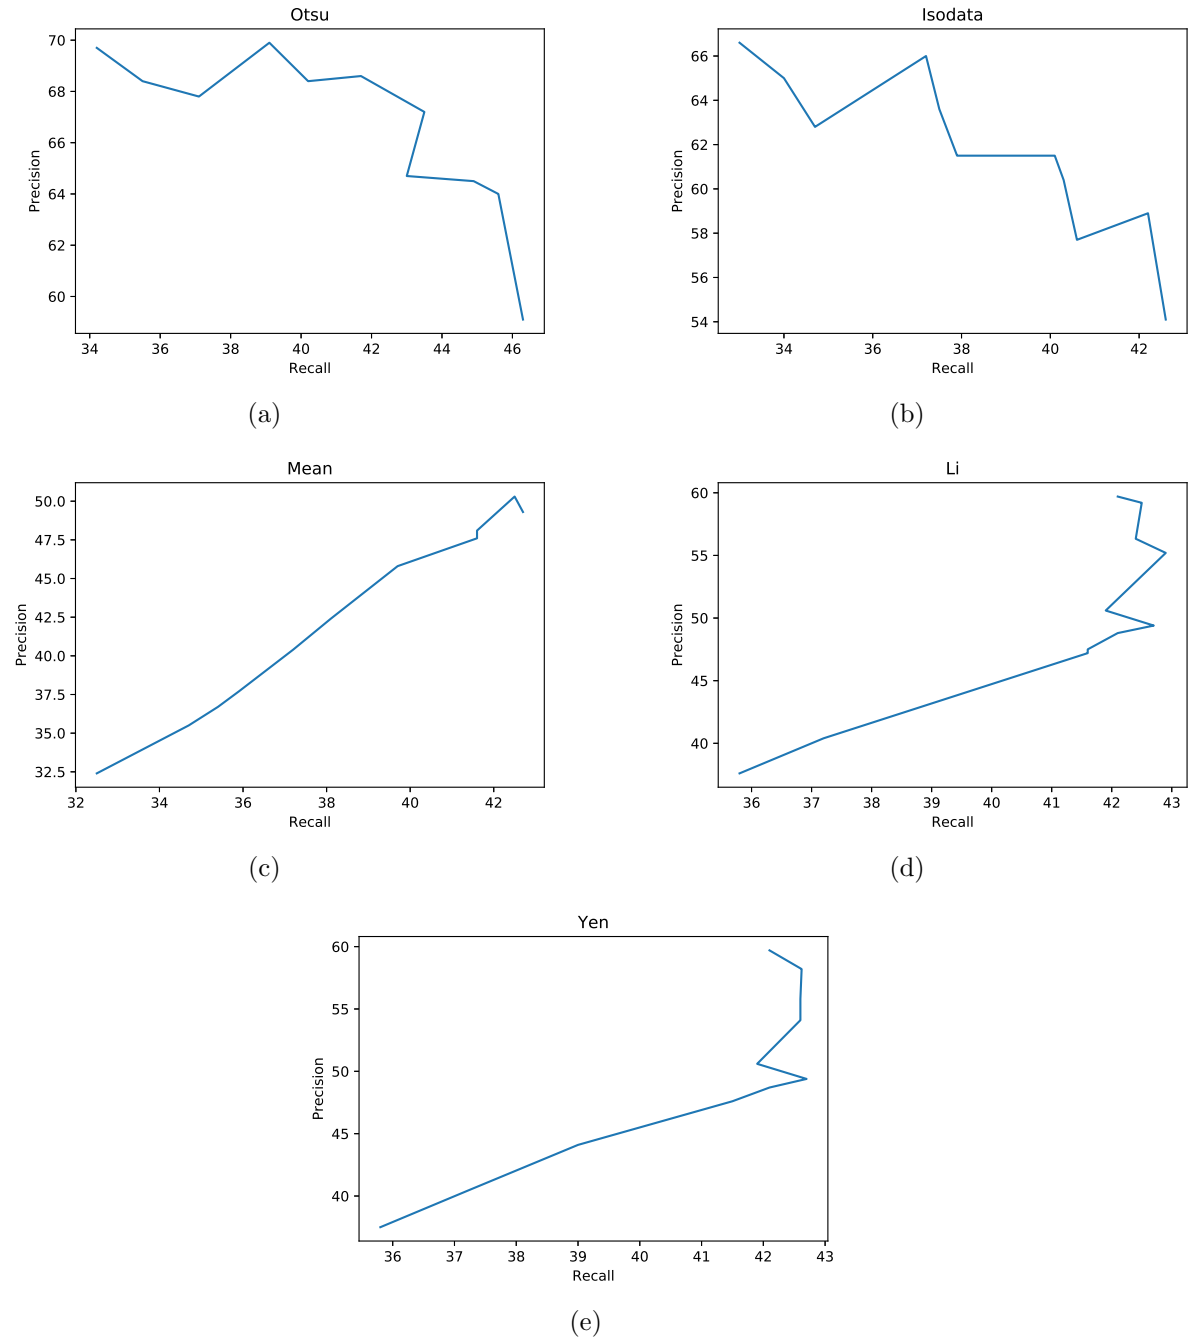 Otsu
70
68
66
64
62
60
Precision
34 36 38 40 42 44 46
Recall
(a)
Isodata
66
64
62
60
58
56
54
Precision
34 36 38 40 42
Recall
(b)
Mean
50.0
47.5
45.0
42.5
40.0
37.5
35.0
32.5
Precision
32 34 36 38 40 42
Recall
(c)
Li
60
55
50
45
40
Precision
36 37 38 39 40 41 42 43
Recall
(d)
Yen
60
55
50
45
40
Precision
36 37 38 39 40 41 42 43
Recall
(e)